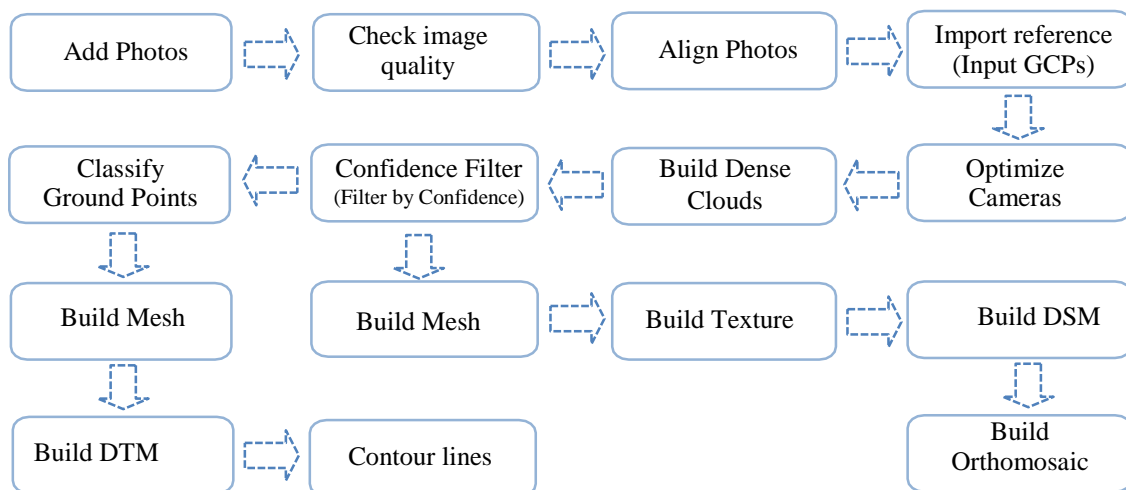 Add Photos
Check image
quality
Align Photos
Import reference
(Input GCPs)
Classify
Ground Points
Confidence Filter
(Filter by Confidence)
Build Dense
Clouds
Optimize
Cameras
Build Mesh
Build Mesh
Build Texture
Build DSM
Build DTM
Contour lines
Build
Orthomosaic